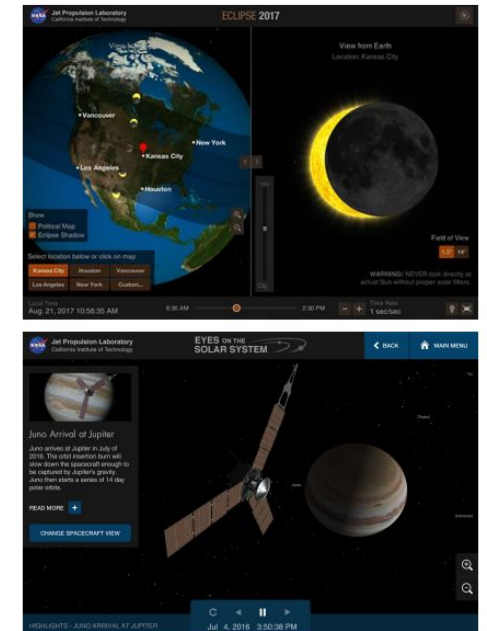 NASA
Jet Propulsion Laboratory
California Institute of Technology
ECLIPSE 2017
View from Earth
Location: Kansas City
Vancouver
New York
Kansas City
Los Angeles
Houston
Show
Political Map
Eclipse Shadow
Select location below or click on map
Kansas City Houston Vancouver
Los Angeles New York Custom...
Field of View
WARNING: NEVER look directly at
actual Sun without proper solar filters.
Local Time
Aug. 21, 2017 10:56:35 AM
8:30 AM
2:30 PM
Time Rate
1 sec/sec
NASA
Jet Propulsion Laboratory
California Institute of Technology
EYES ON THE
SOLAR SYSTEM
BACK
MAIN MENU
Juno Arrival at Jupiter
Juno arrives at Jupiter in July of
2016. The orbit insertion burn will
slow down the spacecraft enough to
be captured by Jupiter's gravity.
Juno then starts a series of 14 day
polar orbits.
READ MORE +
CHANGE SPACECRAFT VIEW
HIGHLIGHTS - JUNO ARRIVAL AT JUPITER
Jul 4, 2016 3:50:36 PM